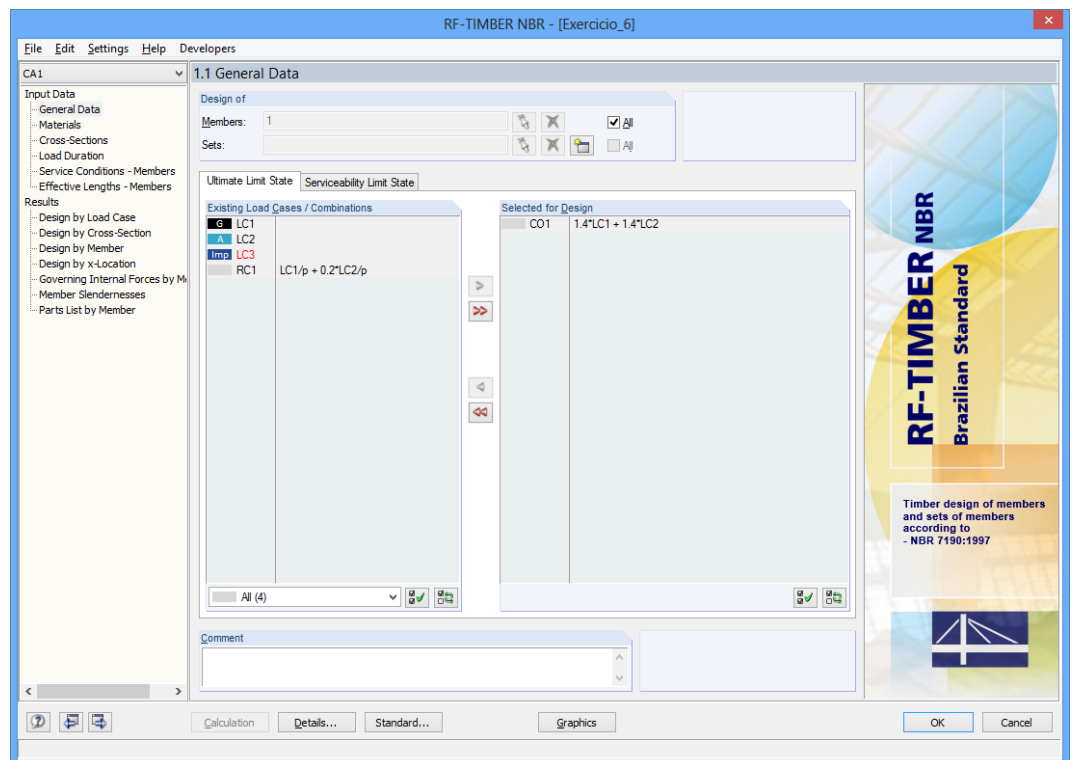 RF-TIMBER NBR - [Exercicio_6]
File Edit Settings Help Developers
CA1
Input Data
General Data
Materials
Cross-Sections
Load Duration
Service Conditions - Members
Effective Lengths - Members
Results
Design by Load Case
Design by Cross-Section
Design by Member
Design by x-Location
Governing Internal Forces by M
Member Slendernesses
Parts List by Member
1.1 General Data
Design of
Members: 1 All
Sets: All
Ultimate Limit State Serviceability Limit State
Existing Load Cases / Combinations
G LC1
A LC2
Imp LC3
RC1 LC1/p + 0.2*LC2/p
All (4)
Selected for Design
CO1 1.4*LC1 + 1.4*LC2
Comment
RF-TIMBER NBR
Brazilian Standard
Timber design of members
and sets of members
according to
- NBR 7190:1997
Calculation Details... Standard... Graphics OK Cancel